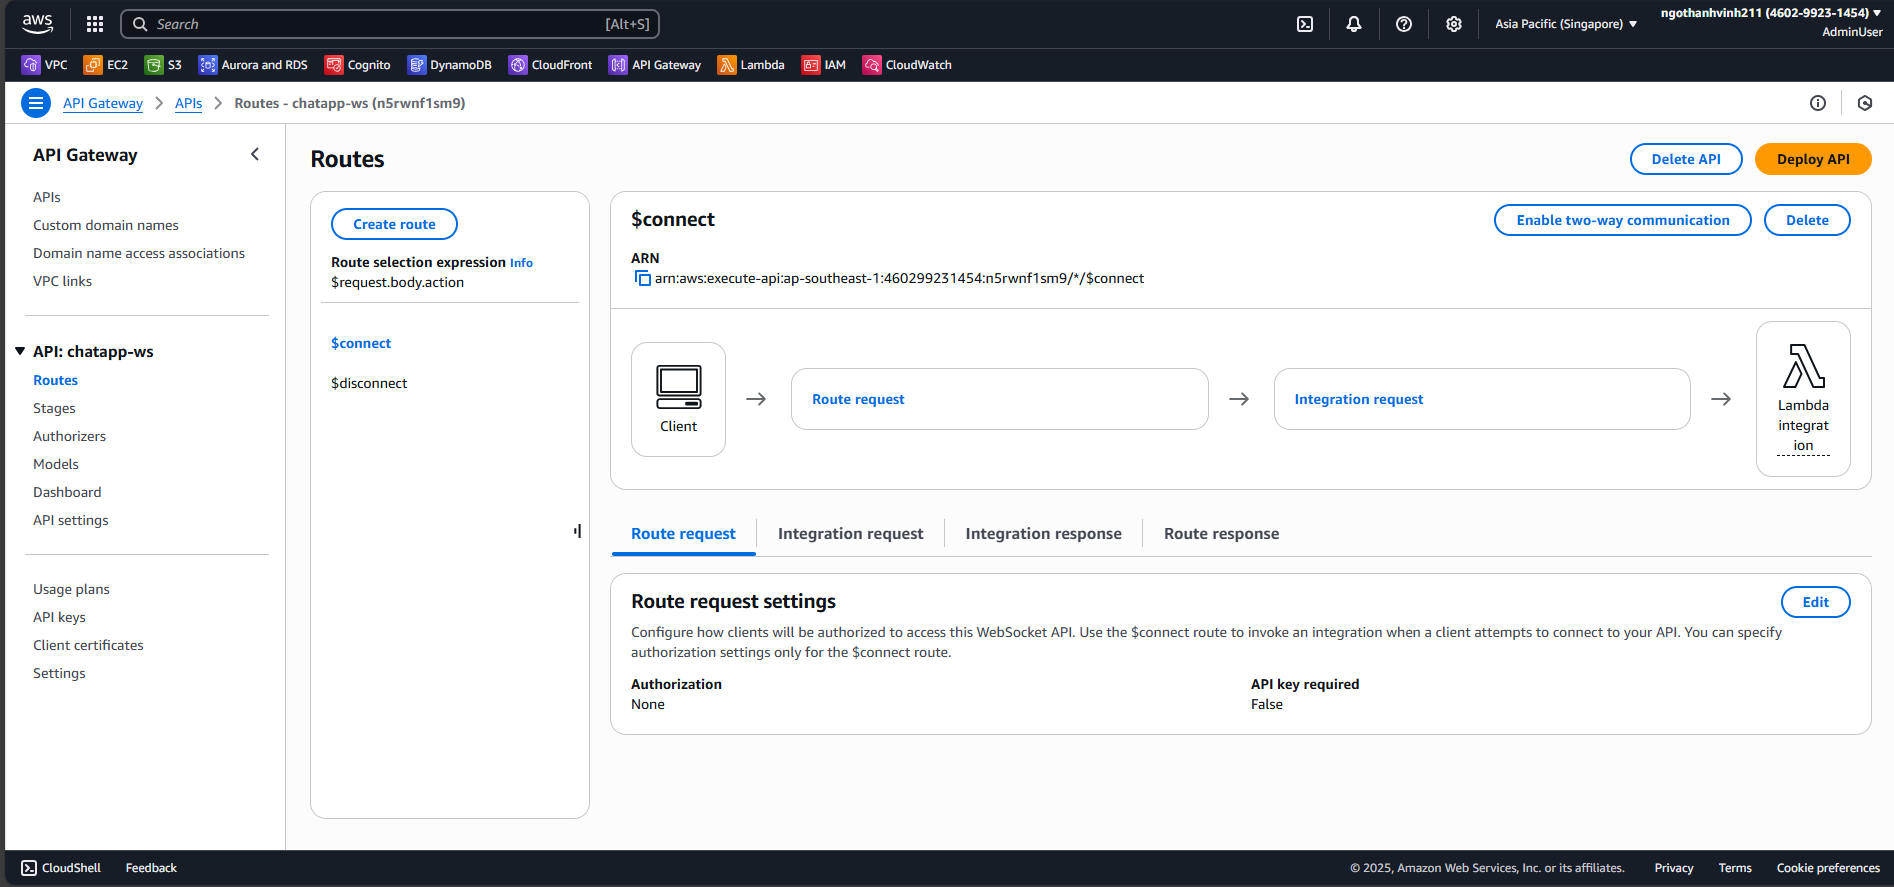 aws
Search
[Alt+S]
Asia Pacific (Singapore)
ngothanhvinh211 (4602-9923-1454)
AdminUser
VPC
EC2
S3
Aurora and RDS
Cognito
DynamoDB
CloudFront
API Gateway
Lambda
IAM
CloudWatch
API Gateway
APIs
Routes - chatapp-ws (n5rwnf1sm9)
API Gateway
APIs
Custom domain names
Domain name access associations
VPC links
API: chatapp-ws
Routes
Stages
Authorizers
Models
Dashboard
API settings
Usage plans
API keys
Client certificates
Settings
Routes
Delete API
Deploy API
Create route
Route selection expression Info
$request.body.action
$connect
$disconnect
$connect
Enable two-way communication
Delete
ARN
arn:aws:execute-api:ap-southeast-1:460299231454:n5rwnf1sm9/*/$connect
Client
Route request
Integration request
Lambda
integrat
ion
Route request
Integration request
Integration response
Route response
Route request settings
Edit
Configure how clients will be authorized to access this WebSocket API. Use the $connect route to invoke an integration when a client attempts to connect to your API. You can specify
authorization settings only for the $connect route.
Authorization
None
API key required
False
CloudShell
Feedback
© 2025, Amazon Web Services, Inc. or its affiliates.
Privacy
Terms
Cookie preferences